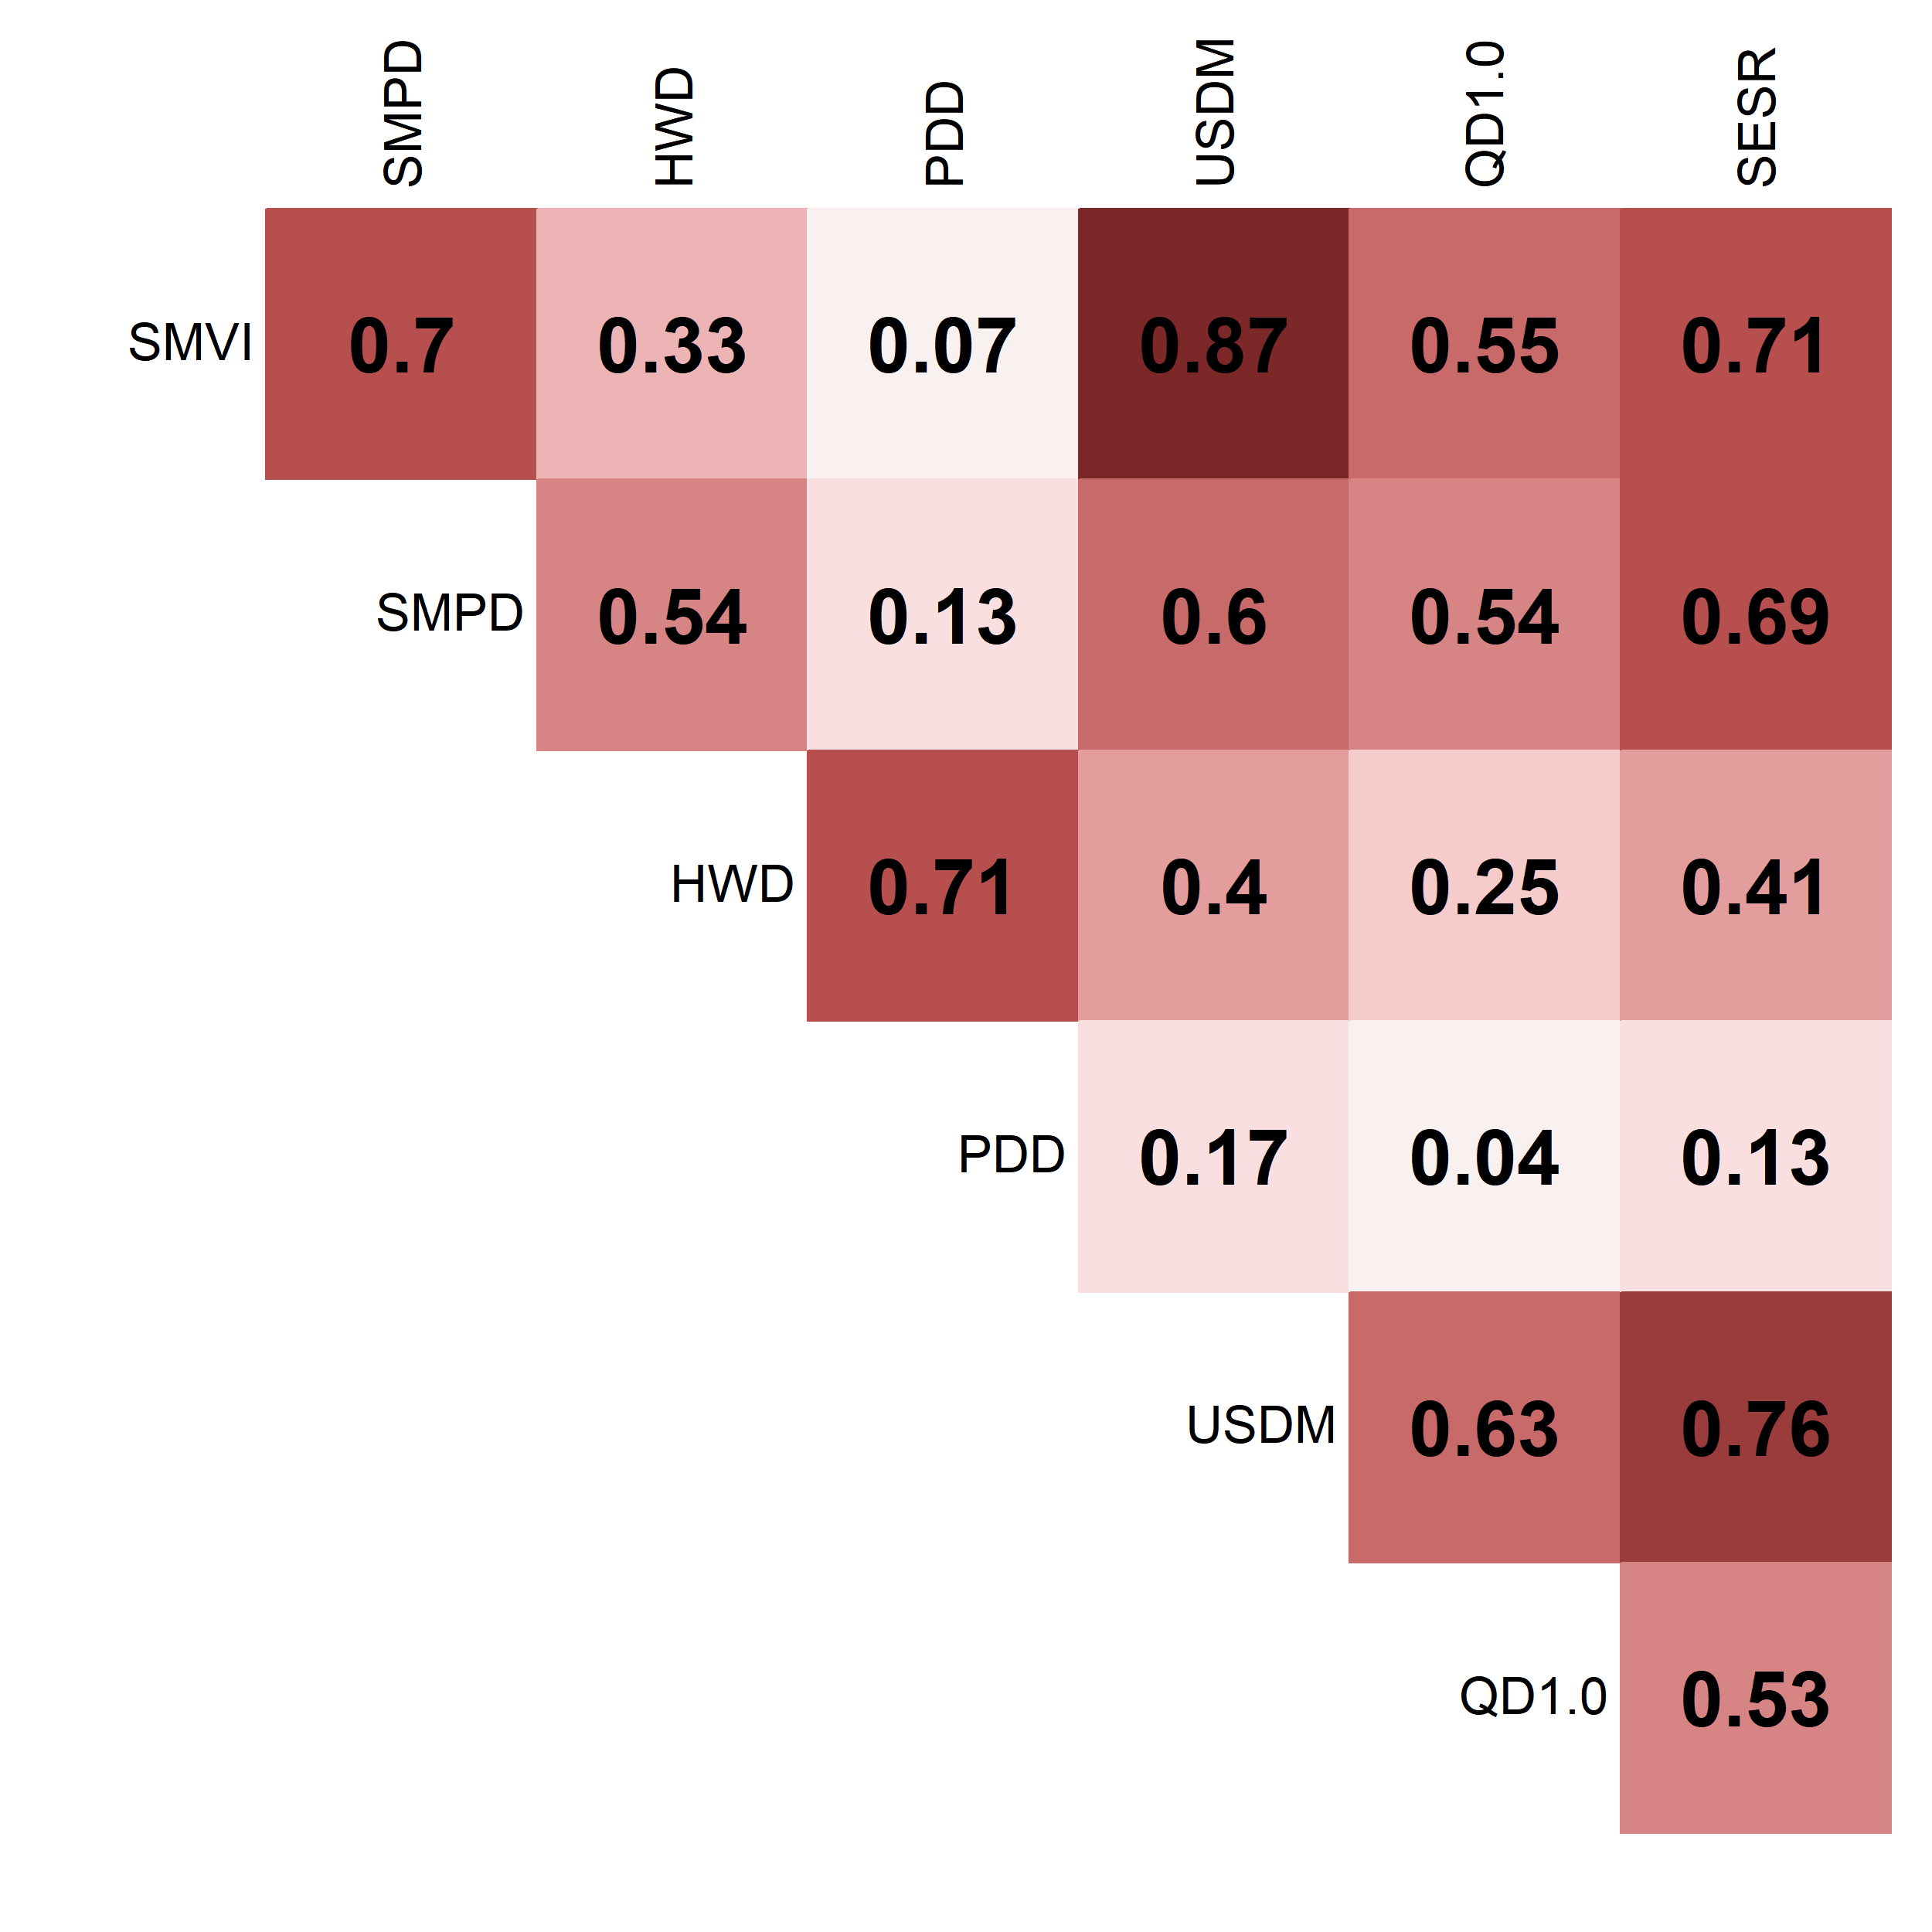 SMPD HWD PDD USDM QD1.0 SESR
SMVI 0.7 0.33 0.07 0.87 0.55 0.71
SMPD 0.54 0.13 0.6 0.54 0.69
HWD 0.71 0.4 0.25 0.41
PDD 0.17 0.04 0.13
USDM 0.63 0.76
QD1.0 0.53